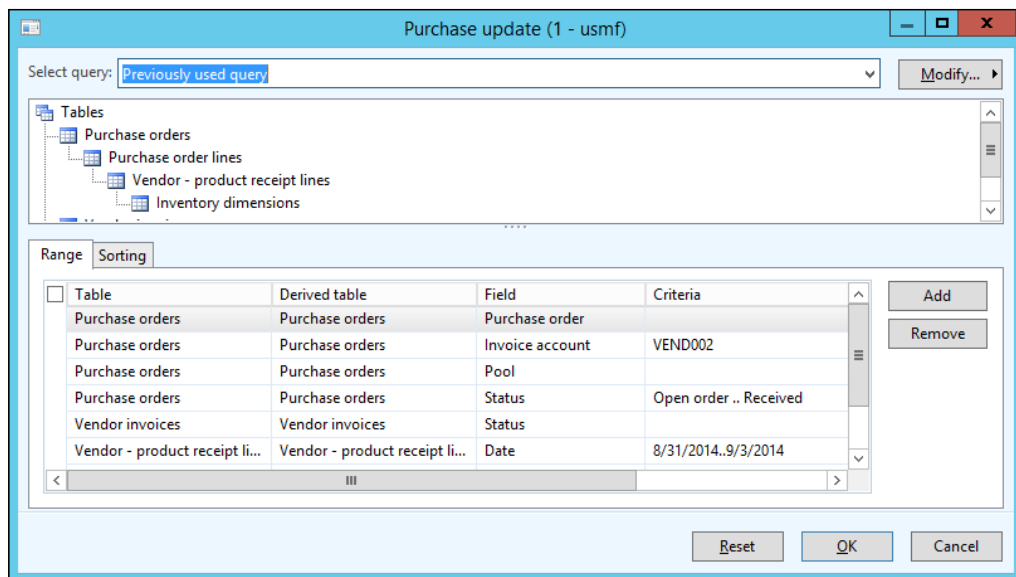 Purchase update (1 - usmf)
Select query: Previously used query Modify...
Tables
Purchase orders
Purchase order lines
Vendor - product receipt lines
Inventory dimensions
Range Sorting
Table Derived table Field Criteria Add
Purchase orders Purchase orders Purchase order
Purchase orders Purchase orders Invoice account VEND002 Remove
Purchase orders Purchase orders Pool
Purchase orders Purchase orders Status Open order .. Received
Vendor invoices Vendor invoices Status
Vendor - product receipt li... Vendor - product receipt li... Date 8/31/2014..9/3/2014
Reset OK Cancel